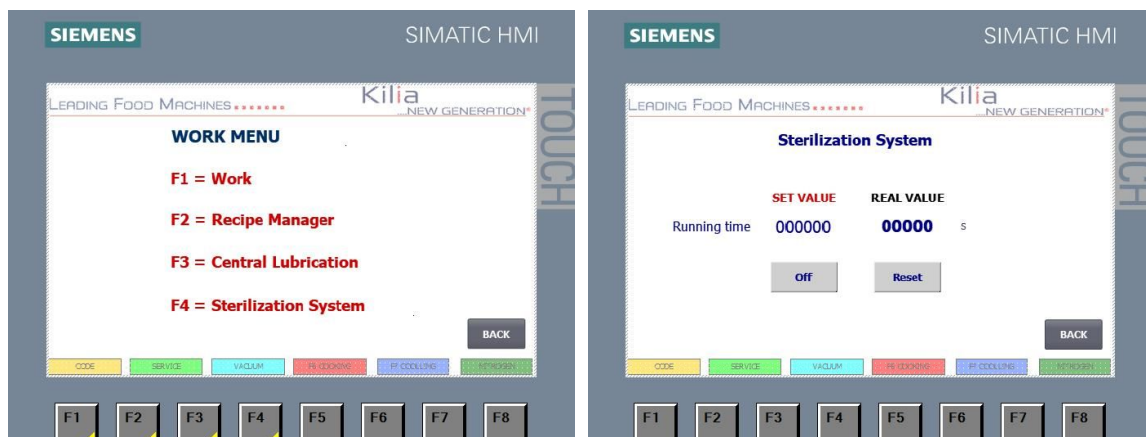 SIEMENS
SIMATIC HMI
TOUCH
LEADING FOOD MACHINES.......
Kilia
...NEW GENERATION®
WORK MENU
F1 = Work
F2 = Recipe Manager
F3 = Central Lubrication
F4 = Sterilization System
BACK
CODE SERVICE VACUUM
F1 F2 F3 F4 F5 F6 F7 F8
SIEMENS
SIMATIC HMI
TOUCH
LEADING FOOD MACHINES.......
Kilia
...NEW GENERATION®
Sterilization System
SET VALUE REAL VALUE
Running time 000000 00000 s
Off Reset
BACK
CODE SERVICE VACUUM
F1 F2 F3 F4 F5 F6 F7 F8